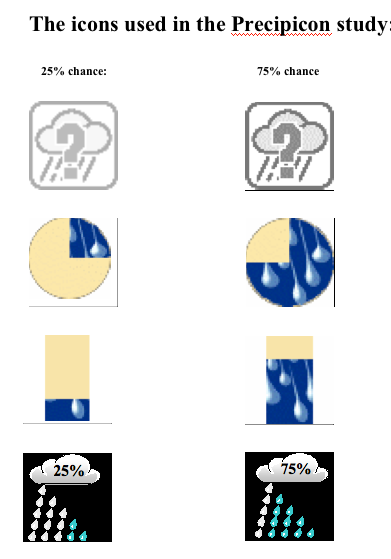 The icons used in the Precipicon study:
25% chance:
75% chance
?
?
25%
75%